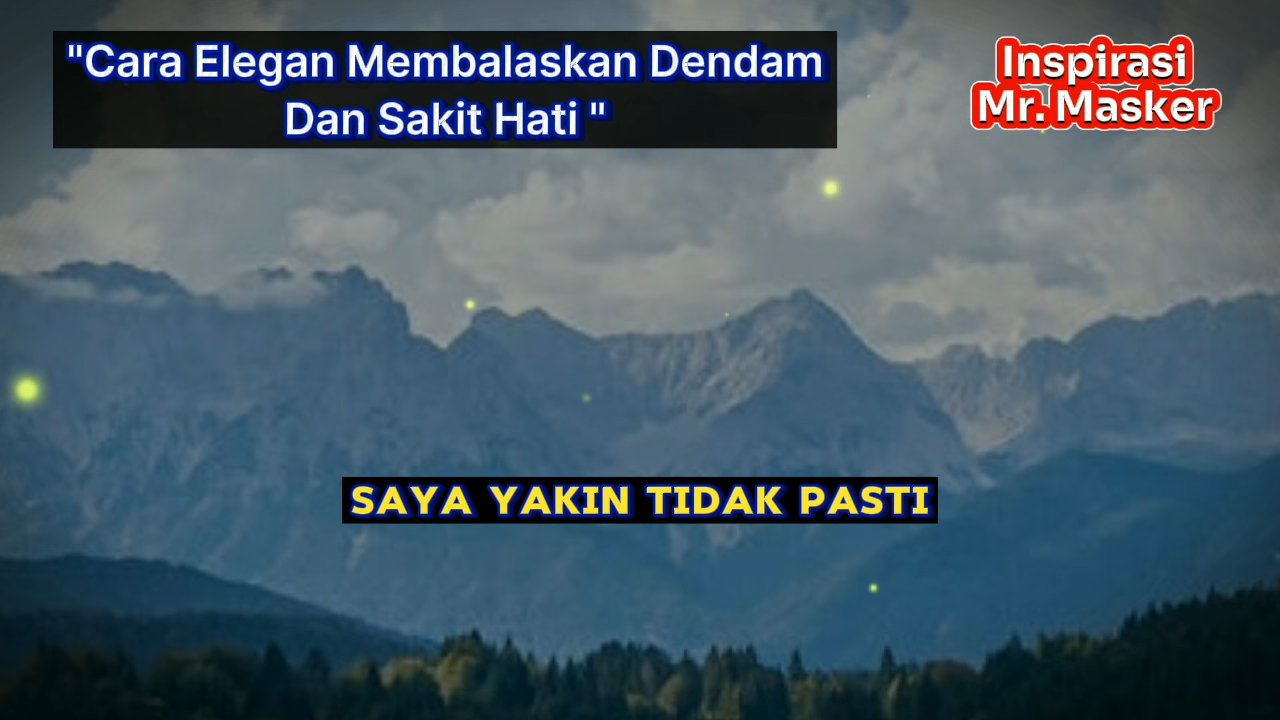 "Cara Elegan Membalaskan Dendam
Dan Sakit Hati "
Inspirasi
Mr. Masker
SAYA YAKIN TIDAK PASTI